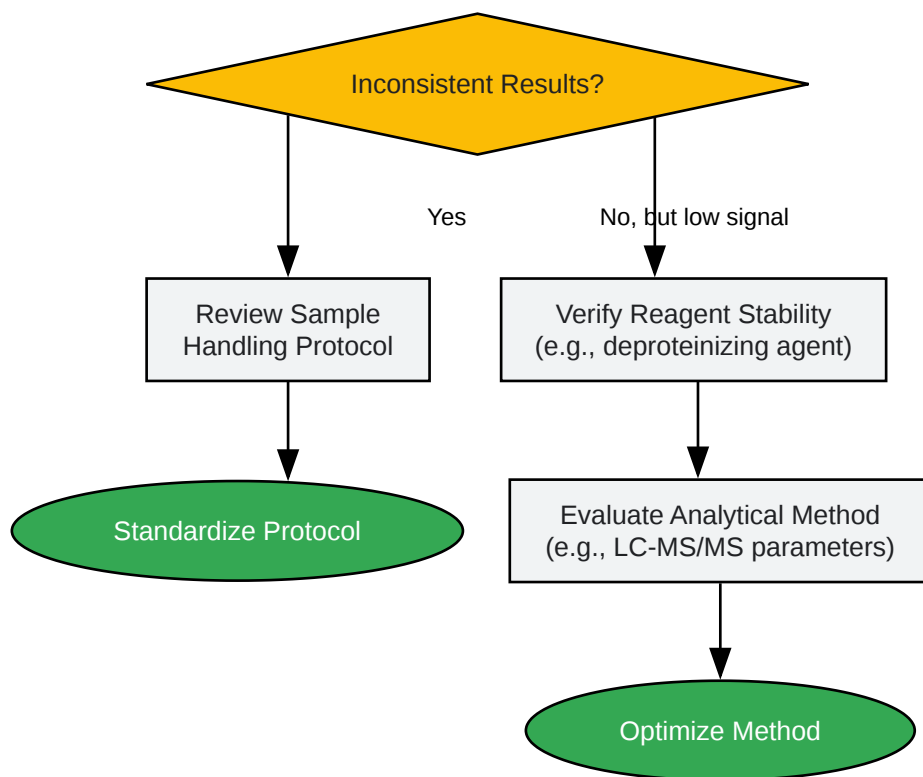 Inconsistent Results?
Yes
No, but low signal
Review Sample
Handling Protocol
Verify Reagent Stability
(e.g., deproteinizing agent)
Standardize Protocol
Evaluate Analytical Method
(e.g., LC-MS/MS parameters)
Optimize Method